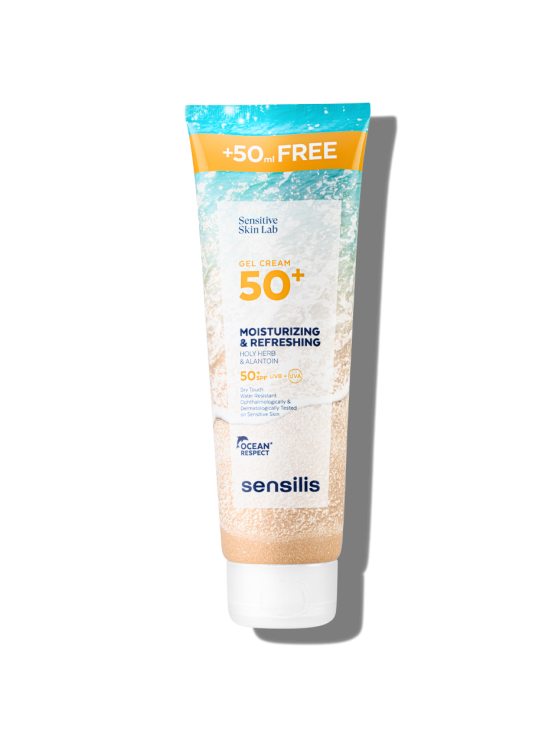 +50ml FREE
Sensitive
Skin Lab
GEL CREAM
50+
MOISTURIZING
& REFRESHING
HOLY HERB
& ALANTOIN
50+ SPF UVB + UVA
Dry Touch
Water Resistant
Ophthalmologically &
Dermatologically Tested
on Sensitive Skin
OCEAN*
RESPECT
sensilis